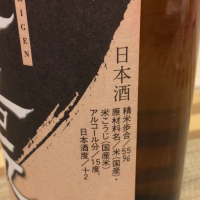 IGEN
日本酒
精米歩合/55%
原材料名/米(国産)・
米こうじ(国産米)
アルコール分/15度
日本酒度/+2